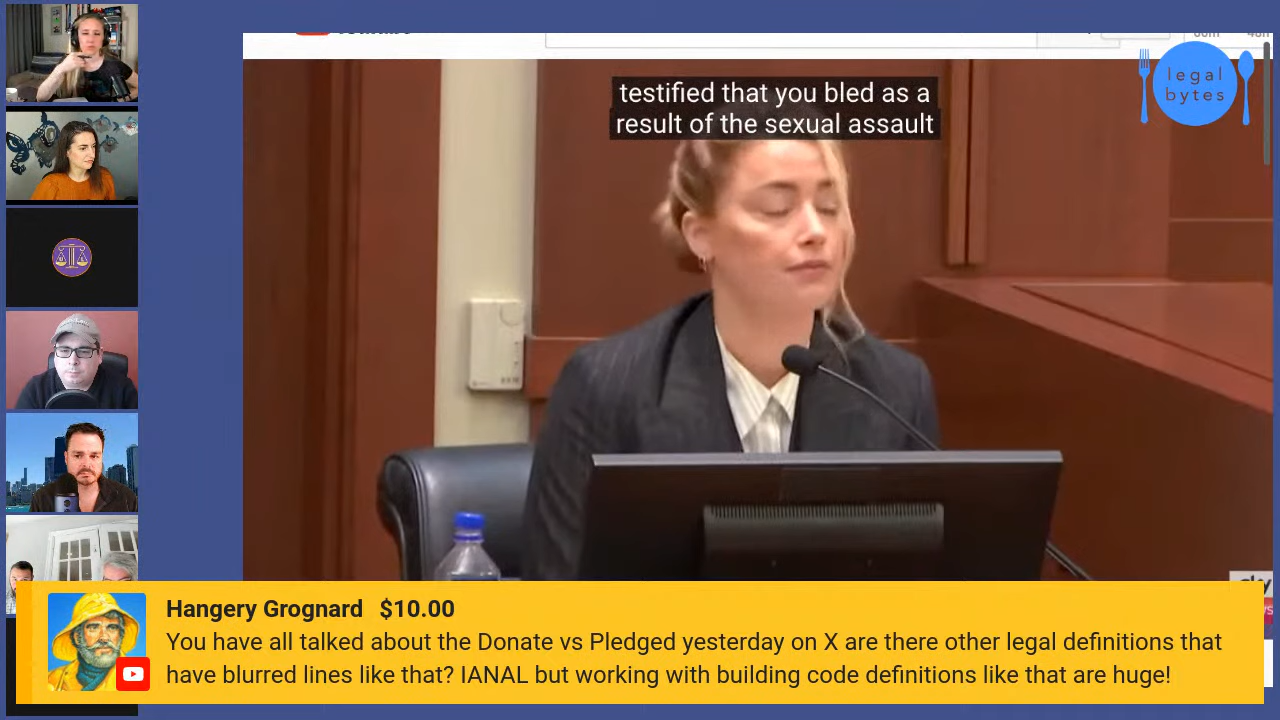 testified that you bled as a
result of the sexual assault
legal
bytes
sky
Hangery Grognard $10.00
You have all talked about the Donate vs Pledged yesterday on X are there other legal definitions that
have blurred lines like that? IANAL but working with building code definitions like that are huge!